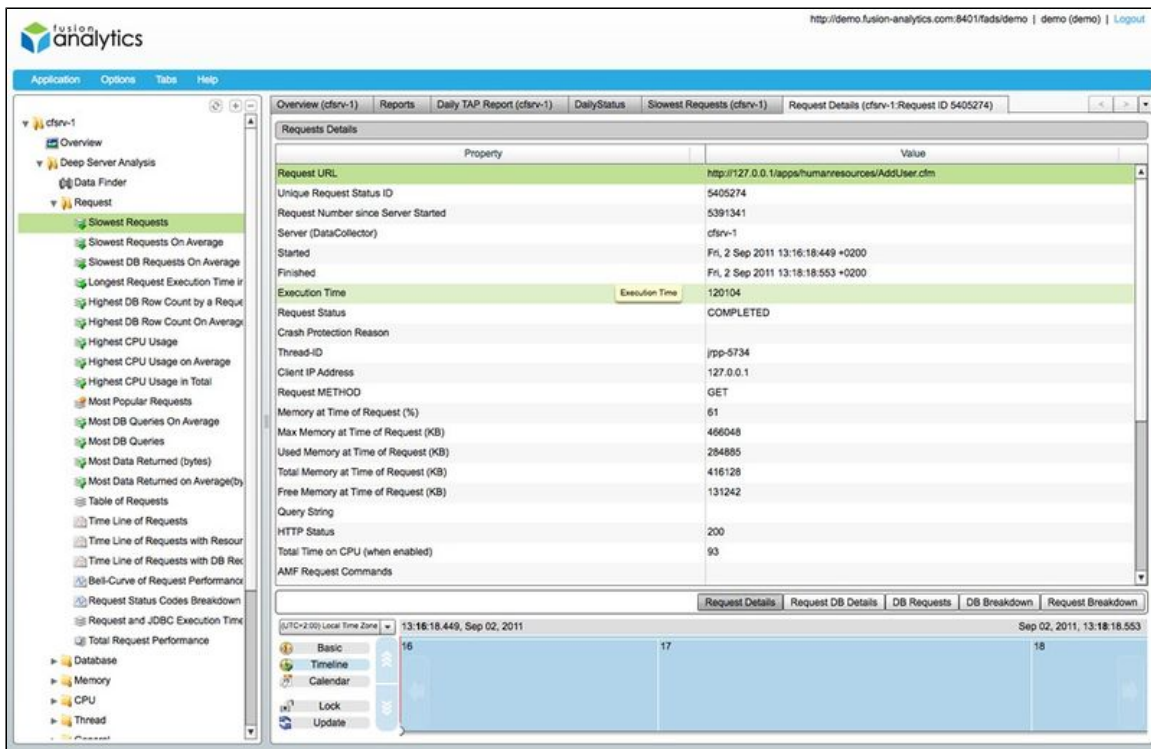 http://demo.fusion-analytics.com:8401/fads/demo | demo (demo) | Logout
fusion
analytics
Application Options Tabs Help
cfsrv-1
Overview
Deep Server Analysis
Data Finder
Request
Slowest Requests
Slowest Requests On Average
Slowest DB Requests On Average
Longest Request Execution Time in
Highest DB Row Count by a Reque
Highest DB Row Count On Average
Highest CPU Usage
Highest CPU Usage on Average
Highest CPU Usage in Total
Most Popular Requests
Most DB Queries On Average
Most DB Queries
Most Data Returned (bytes)
Most Data Returned on Average(by
Table of Requests
Time Line of Requests
Time Line of Requests with Resour
Time Line of Requests with DB Rec
Bell-Curve of Request Performance
Request Status Codes Breakdown
Request and JDBC Execution Time
Total Request Performance
Database
Memory
CPU
Thread
Overview (cfsrv-1) Reports Daily TAP Report (cfsrv-1) DailyStatus Slowest Requests (cfsrv-1) Request Details (cfsrv-1:Request ID 5405274)
Requests Details
Property Value
Request URL http://127.0.0.1/apps/humanresources/AddUser.cfm
Unique Request Status ID 5405274
Request Number since Server Started 5391341
Server (DataCollector) cfsrv-1
Started Fri, 2 Sep 2011 13:16:18:449 +0200
Finished Fri, 2 Sep 2011 13:18:18:553 +0200
Execution Time Execution Time 120104
Request Status COMPLETED
Crash Protection Reason
Thread-ID jrpp-5734
Client IP Address 127.0.0.1
Request METHOD GET
Memory at Time of Request (%) 61
Max Memory at Time of Request (KB) 466048
Used Memory at Time of Request (KB) 284885
Total Memory at Time of Request (KB) 416128
Free Memory at Time of Request (KB) 131242
Query String
HTTP Status 200
Total Time on CPU (when enabled) 93
AMF Request Commands
Request Details Request DB Details DB Requests DB Breakdown Request Breakdown
(UTC+2:00) Local Time Zone 13:16:18.449, Sep 02, 2011 Sep 02, 2011, 13:18:18.553
Basic 16 17 18
Timeline
Calendar
Lock
Update